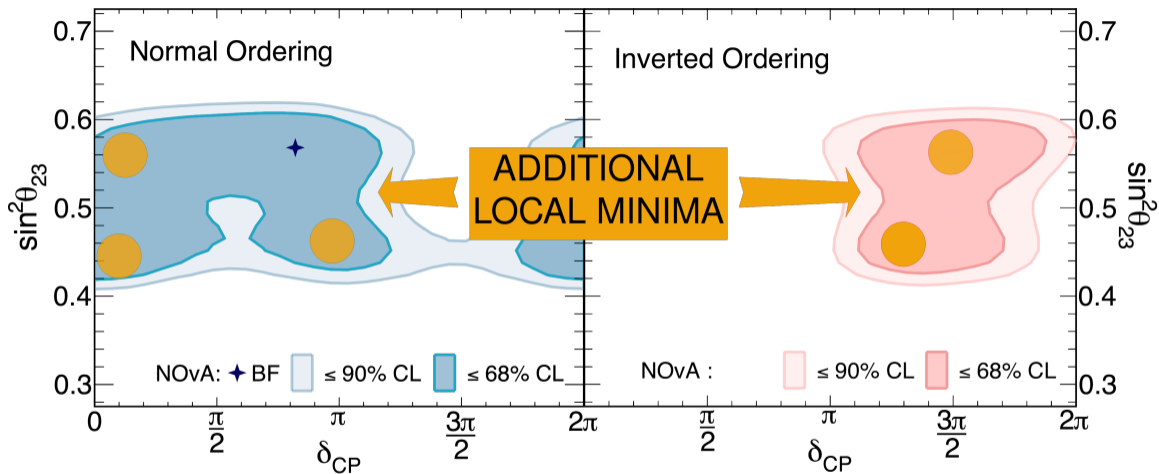 Normal Ordering
Inverted Ordering
0.7
0.6
0.5
0.4
0.3
sin²θ₂₃
ADDITIONAL
LOCAL MINIMA
NOvA: BF ≤ 90% CL ≤ 68% CL
NOvA : ≤ 90% CL ≤ 68% CL
0 π/2 π 3π/2 2π
δCP
π/2 π 3π/2 2π
δCP
0.7
0.6
0.5
0.4
0.3
sin²θ₂₃